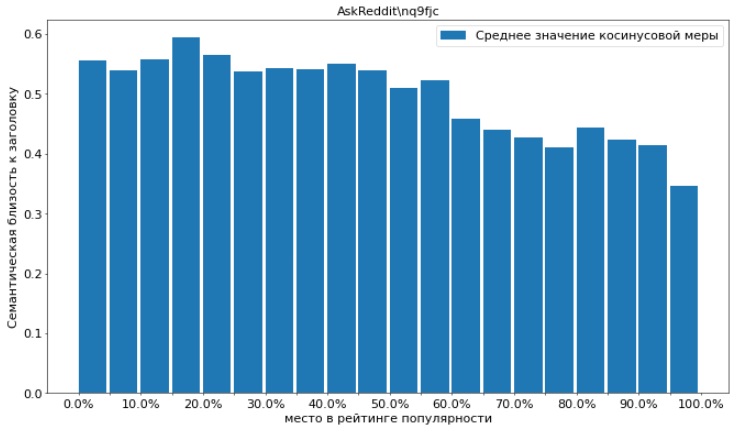 AskReddit\nq9fjc
Среднее значение косинусовой меры
Семантическая близость к заголовку
0.6
0.5
0.4
0.3
0.2
0.1
0.0
0.0% 10.0% 20.0% 30.0% 40.0% 50.0% 60.0% 70.0% 80.0% 90.0% 100.0%
место в рейтинге популярности